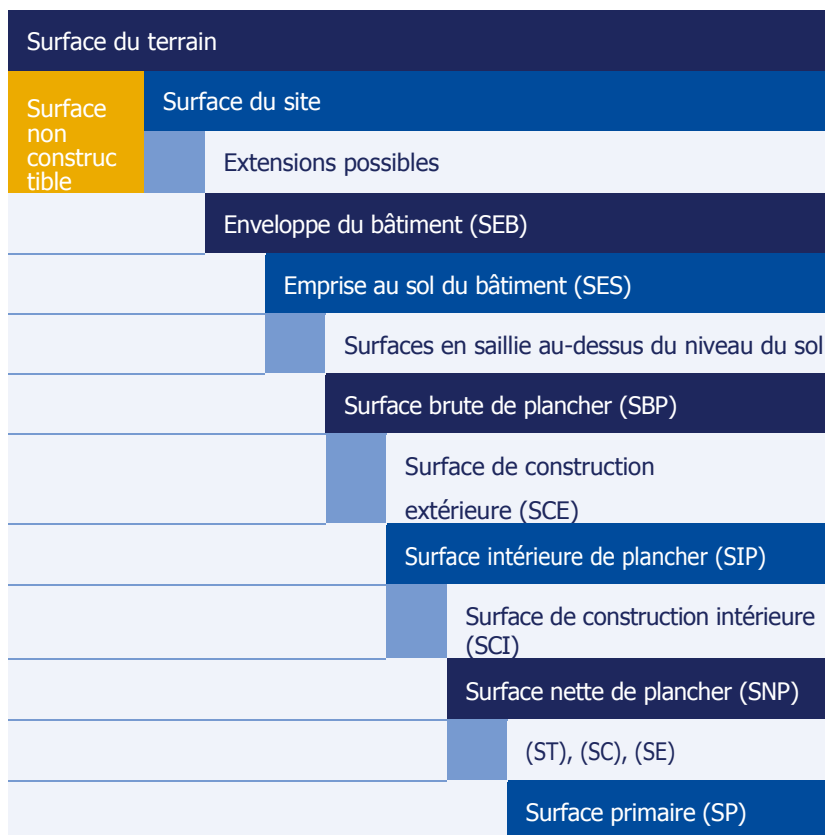 Surface du terrain
Surface
non
construc
tible
Surface du site
Extensions possibles
Enveloppe du bâtiment (SEB)
Emprise au sol du bâtiment (SES)
Surfaces en saillie au-dessus du niveau du sol
Surface brute de plancher (SBP)
Surface de construction
extérieure (SCE)
Surface intérieure de plancher (SIP)
Surface de construction intérieure
(SCI)
Surface nette de plancher (SNP)
(ST), (SC), (SE)
Surface primaire (SP)